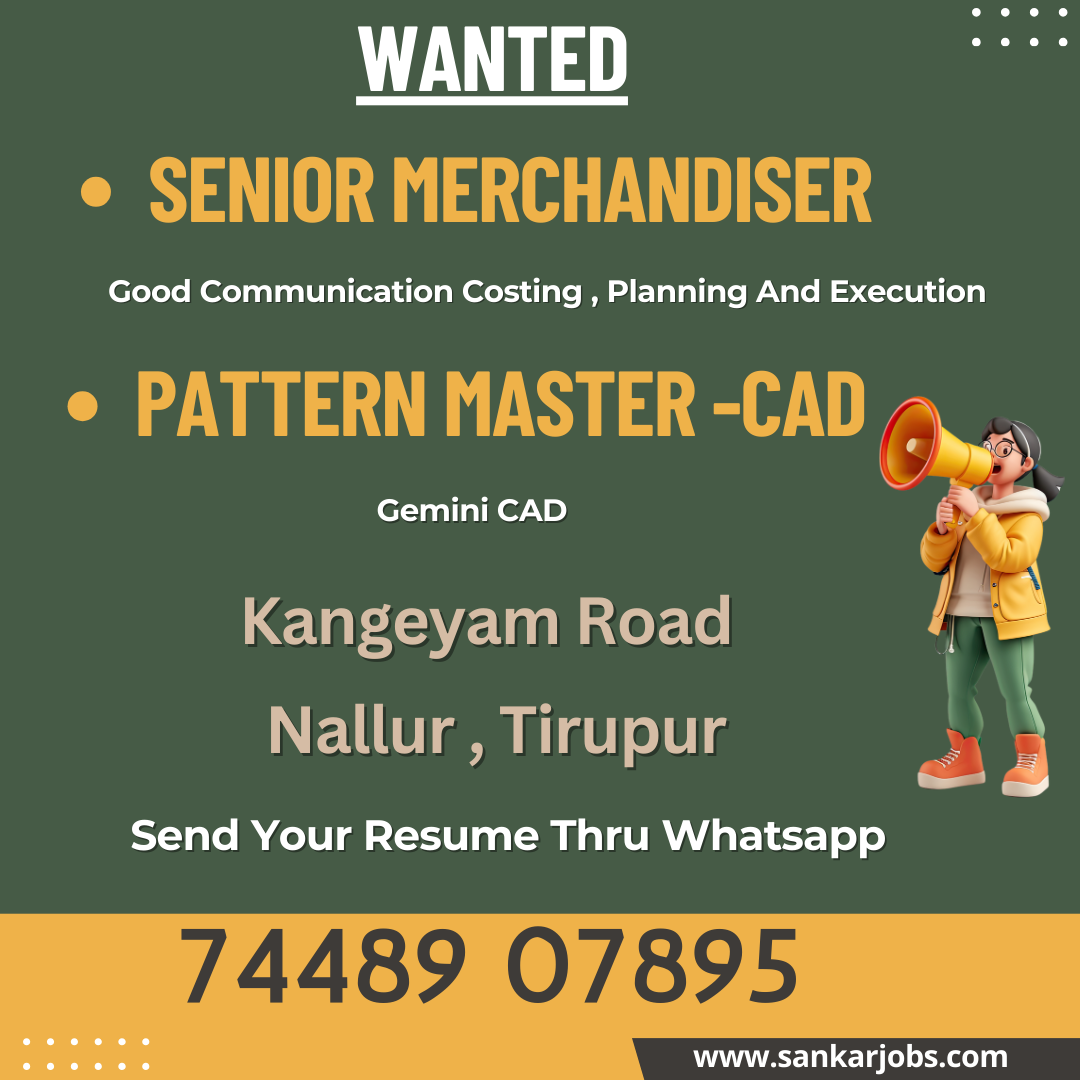 WANTED
• SENIOR MERCHANDISER
Good Communication Costing , Planning And Execution
• PATTERN MASTER -CAD
Gemini CAD
Kangeyam Road
Nallur , Tirupur
Send Your Resume Thru Whatsapp
74489 07895
www.sankarjobs.com